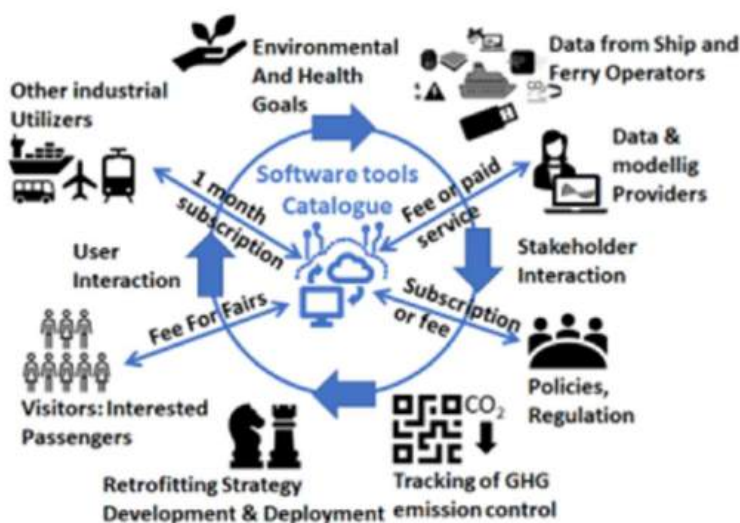 Environmental
And Health
Goals
Data from Ship and
Ferry Operators
Other industrial
Utilizers
Data &
modellig
Providers
Software tools
Catalogue
1 month
subscription
Fee or paid
service
User
Interaction
Stakeholder
Interaction
Fee For Fairs
Subscription
or fee
Visitors: Interested
Passengers
Policies,
Regulation
CO₂
Retrofitting Strategy
Development & Deployment
Tracking of GHG
emission control